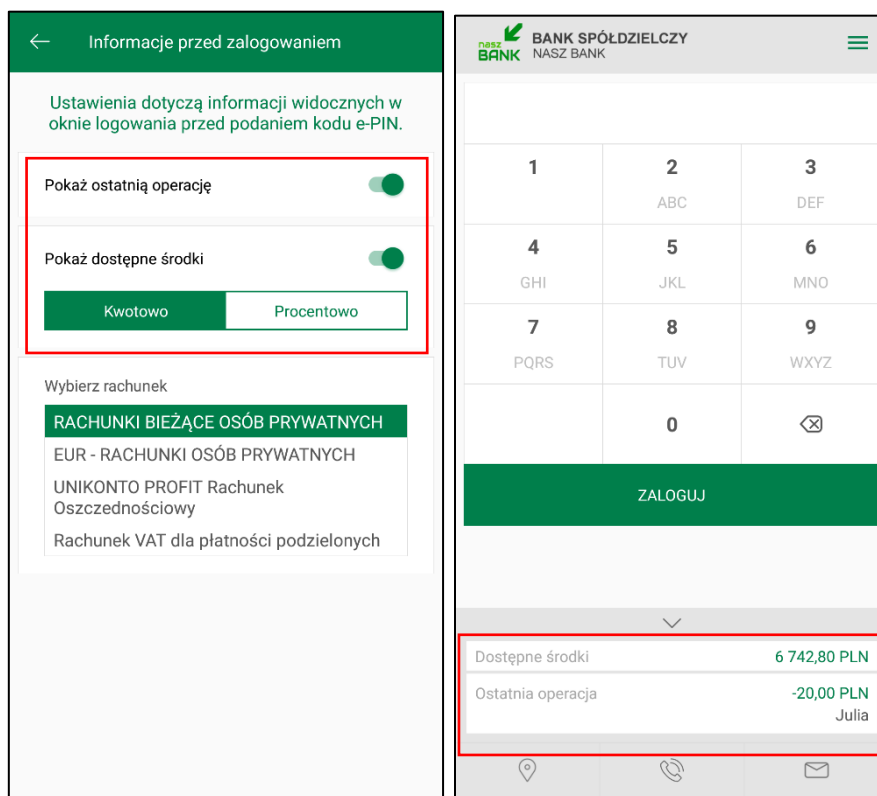 Informacje przed zalogowaniem
Ustawienia dotyczą informacji widocznych w
oknie logowania przed podaniem kodu e-PIN.
Pokaż ostatnią operację
Pokaż dostępne środki
Kwotowo
Procentowo
Wybierz rachunek
RACHUNKI BIEŻĄCE OSÓB PRYWATNYCH
EUR - RACHUNKI OSÓB PRYWATNYCH
UNIKONTO PROFIT Rachunek
Oszczednościowy
Rachunek VAT dla płatności podzielonych
nasz
BANK
BANK SPÓŁDZIELCZY
NASZ BANK
1 2 3
ABC DEF
4 5 6
GHI JKL MNO
7 8 9
PQRS TUV WXYZ
0
ZALOGUJ
Dostępne środki 6 742,80 PLN
Ostatnia operacja -20,00 PLN
Julia